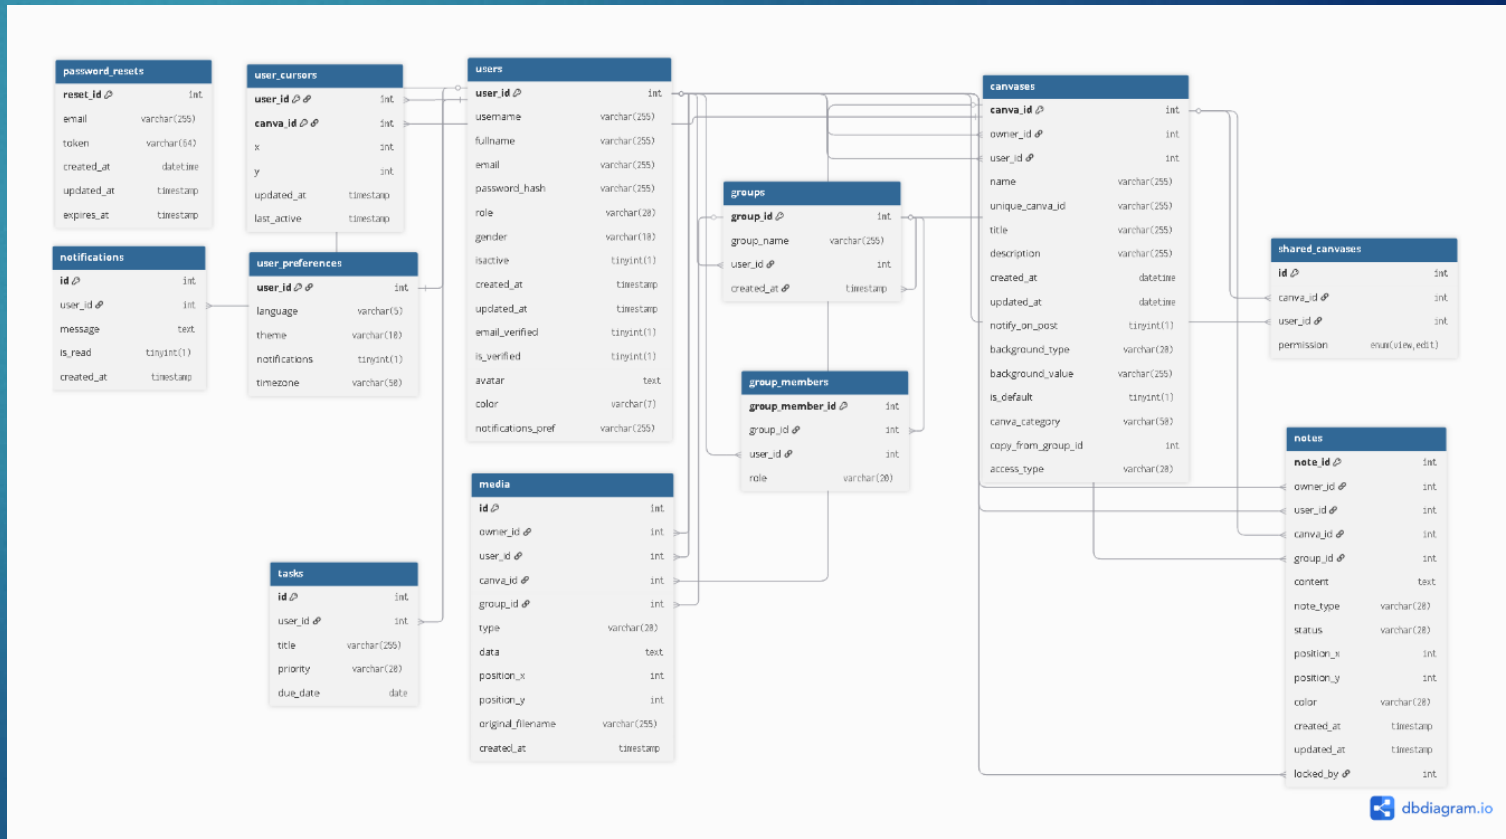 password_resets
reset_id int
email varchar(255)
token varchar(64)
created_at datetime
updated_at timestamp
expires_at timestamp
user_cursors
user_id int
canva_id int
x int
y int
updated_at timestamp
last_active timestamp
users
user_id int
username varchar(255)
fullname varchar(255)
email varchar(255)
password_hash varchar(255)
role varchar(20)
gender varchar(10)
isactive tinyint(1)
created_at timestamp
updated_at timestamp
email_verified tinyint(1)
is_verified tinyint(1)
avatar text
color varchar(7)
notifications_pref varchar(255)
canvases
canva_id int
owner_id int
user_id int
name varchar(255)
unique_canva_id varchar(255)
title varchar(255)
description varchar(255)
created_at datetime
updated_at datetime
notify_on_post tinyint(1)
background_type varchar(20)
background_value varchar(255)
is_default tinyint(1)
canva_category varchar(50)
copy_from_group_id int
access_type varchar(20)
groups
group_id int
group_name varchar(255)
user_id int
created_at timestamp
notifications
id int
user_id int
message text
is_read tinyint(1)
created_at timestamp
user_preferences
user_id int
language varchar(5)
theme varchar(10)
notifications tinyint(1)
timezone varchar(50)
shared_canvases
id int
canva_id int
user_id int
permission enum(view,edit)
group_members
group_member_id int
group_id int
user_id int
role varchar(20)
media
id int
owner_id int
user_id int
canva_id int
group_id int
type varchar(20)
data text
position_x int
position_y int
original_filename varchar(255)
created_at timestamp
notes
note_id int
owner_id int
user_id int
canva_id int
group_id int
content text
note_type varchar(20)
status varchar(20)
position_x int
position_y int
color varchar(20)
created_at timestamp
updated_at timestamp
locked_by int
tasks
id int
user_id int
title varchar(255)
priority varchar(20)
due_date date
dbdiagram.io